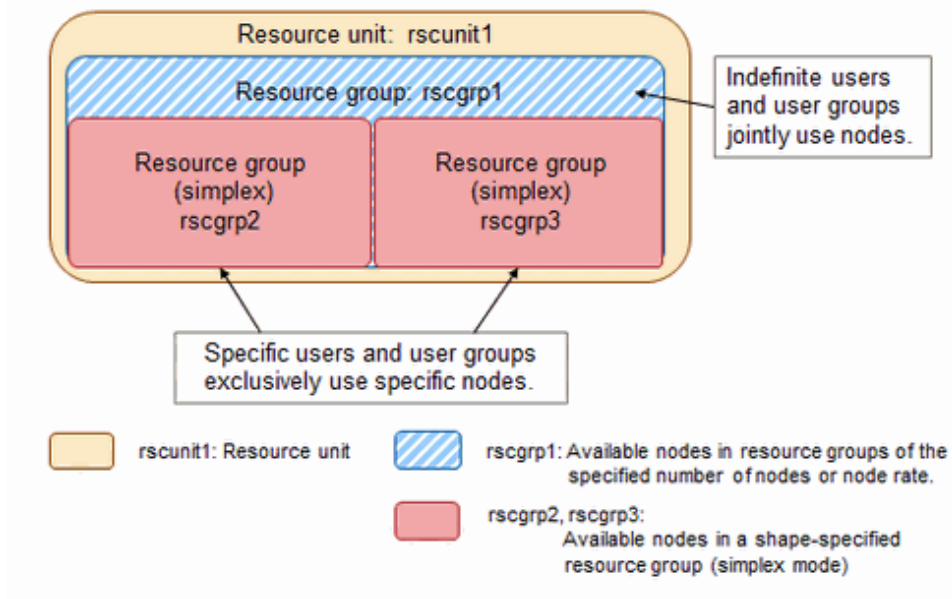 Resource unit: rscunit1
Resource group: rscgrp1
Indefinite users
and user groups
jointly use nodes.
Resource group
(simplex)
rscgrp2
Resource group
(simplex)
rscgrp3
Specific users and user groups
exclusively use specific nodes.
rscunit1: Resource unit
rscgrp1: Available nodes in resource groups of the
specified number of nodes or node rate.
rscgrp2, rscgrp3:
Available nodes in a shape-specified
resource group (simplex mode)